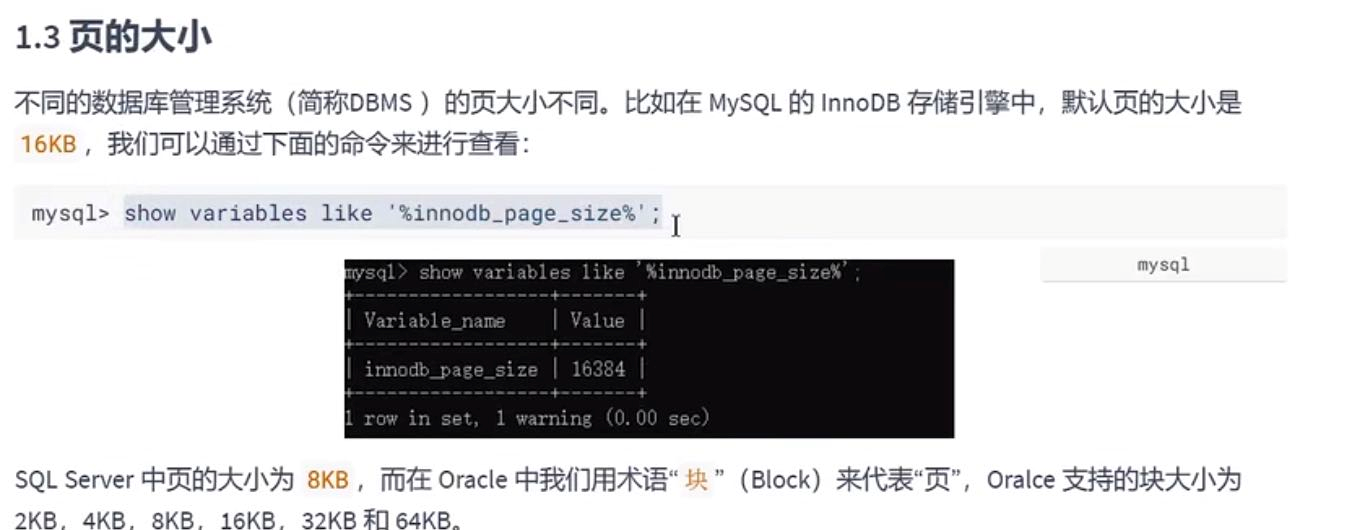 1.3 页的大小
不同的数据库管理系统（简称DBMS ）的页大小不同。比如在 MySQL 的 InnoDB 存储引擎中，默认页的大小是
16KB ，我们可以通过下面的命令来进行查看：
mysql> show variables like '%innodb_page_size%';
mysql
mysql> show variables like '%innodb_page_size%';
+------------------+-------+
| Variable_name    | Value |
+------------------+-------+
| innodb_page_size | 16384 |
+------------------+-------+
1 row in set, 1 warning (0.00 sec)
SQL Server 中页的大小为 8KB ，而在 Oracle 中我们用术语“ 块 ”（Block）来代表“页”，Oralce 支持的块大小为
2KB，4KB，8KB，16KB，32KB 和 64KB。